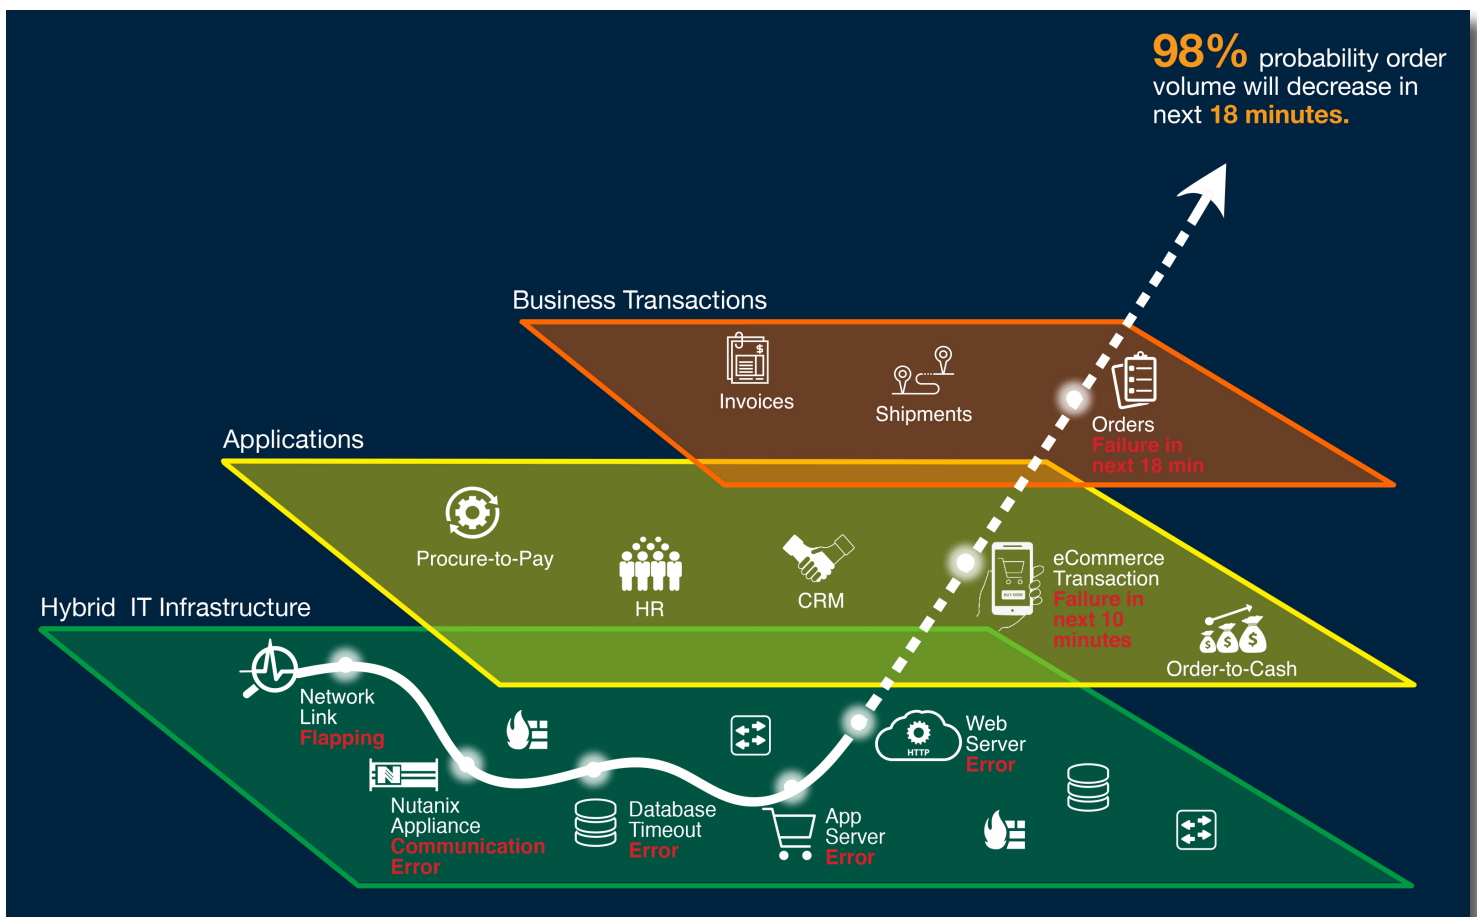 98% probability order
volume will decrease in
next 18 minutes.
Business Transactions
$
Invoices
Shipments
Orders
Failure in
next 18 min
Applications
Procure-to-Pay
HR
CRM
BUY NOW
eCommerce
Transaction
Failure in
next 10
minutes
$ $ $
Order-to-Cash
Hybrid IT Infrastructure
Network
Link
Flapping
N
Nutanix
Appliance
Communication
Error
Database
Timeout
Error
App
Server
Error
HTTP
Web
Server
Error